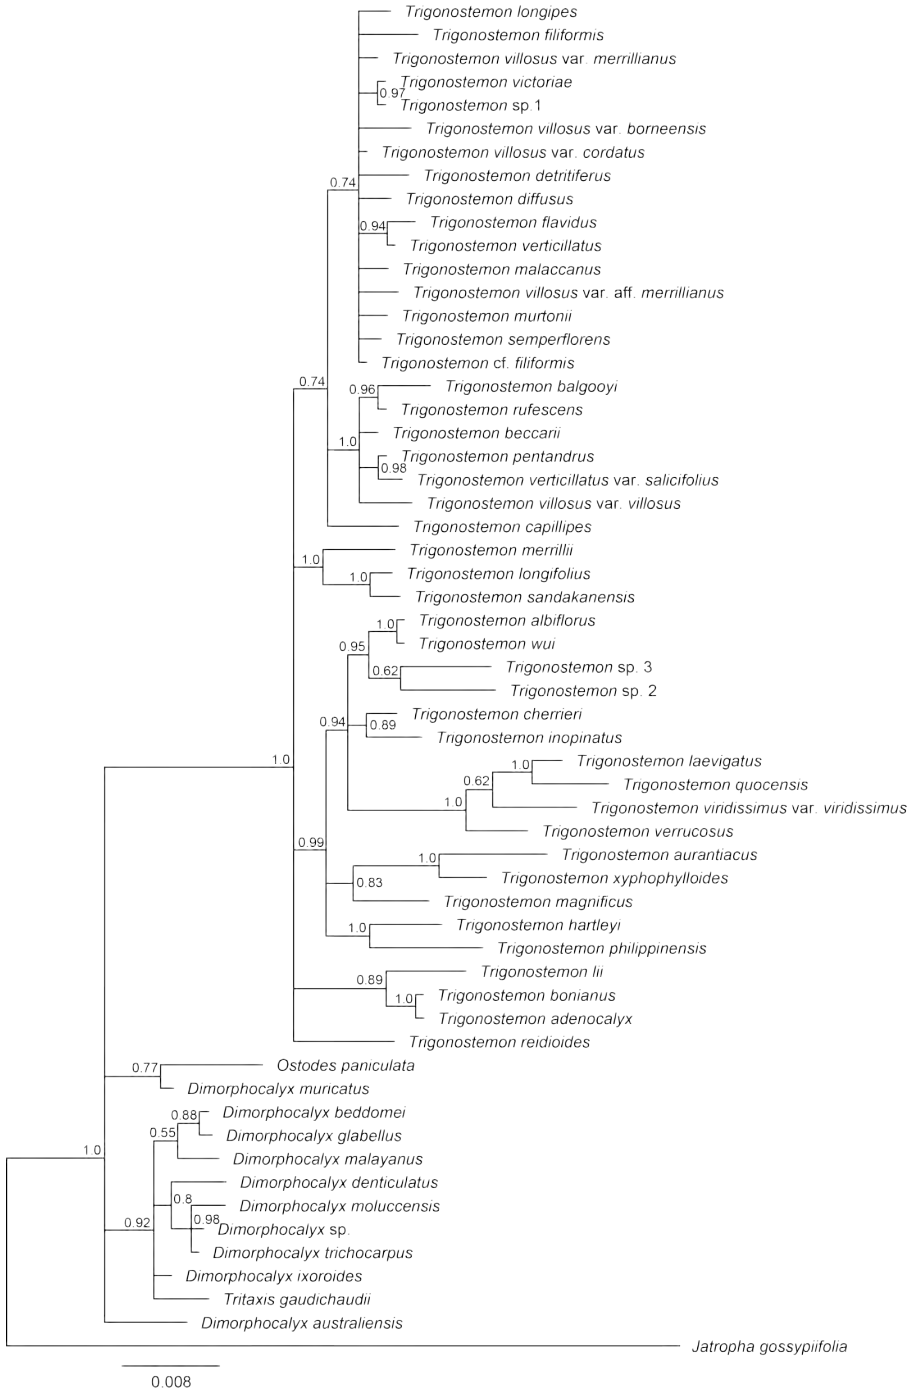 Trigonostemon longipes
Trigonostemon filiformis
Trigonostemon villosus var. merrillianus
Trigonostemon victoriae
0.97
Trigonostemon sp.1
Trigonostemon villosus var. borneensis
Trigonostemon villosus var. cordatus
Trigonostemon detritiferus
0.74
Trigonostemon diffusus
Trigonostemon flavidus
0.94
Trigonostemon verticillatus
Trigonostemon malaccanus
Trigonostemon villosus var. aff. merrillianus
Trigonostemon murtonii
Trigonostemon semperflorens
Trigonostemon cf. filiformis
0.74
Trigonostemon balgooyi
0.96
Trigonostemon rufescens
Trigonostemon beccarii
1.0
Trigonostemon pentandrus
0.98
Trigonostemon verticillatus var. salicifolius
Trigonostemon villosus var. villosus
Trigonostemon capillipes
Trigonostemon merrillii
1.0
Trigonostemon longifolius
1.0
Trigonostemon sandakanensis
Trigonostemon albiflorus
1.0
Trigonostemon wui
0.95
Trigonostemon sp. 3
0.62
Trigonostemon sp. 2
Trigonostemon cherrieri
0.94
0.89
Trigonostemon inopinatus
1.0
Trigonostemon laevigatus
1.0
Trigonostemon quocensis
0.62
Trigonostemon viridissimus var. viridissimus
1.0
Trigonostemon verrucosus
0.99
Trigonostemon aurantiacus
1.0
Trigonostemon xyphophylloides
0.83
Trigonostemon magnificus
Trigonostemon hartleyi
1.0
Trigonostemon philippinensis
Trigonostemon lii
0.89
Trigonostemon bonianus
1.0
Trigonostemon adenocalyx
Trigonostemon reidioides
Ostodes paniculata
0.77
Dimorphocalyx muricatus
Dimorphocalyx beddomei
0.88
Dimorphocalyx glabellus
0.55
1.0
Dimorphocalyx malayanus
Dimorphocalyx denticulatus
0.8
Dimorphocalyx moluccensis
0.92
0.98
Dimorphocalyx sp.
Dimorphocalyx trichocarpus
Dimorphocalyx ixoroides
Tritaxis gaudichaudii
Dimorphocalyx australiensis
Jatropha gossypiifolia
0.008